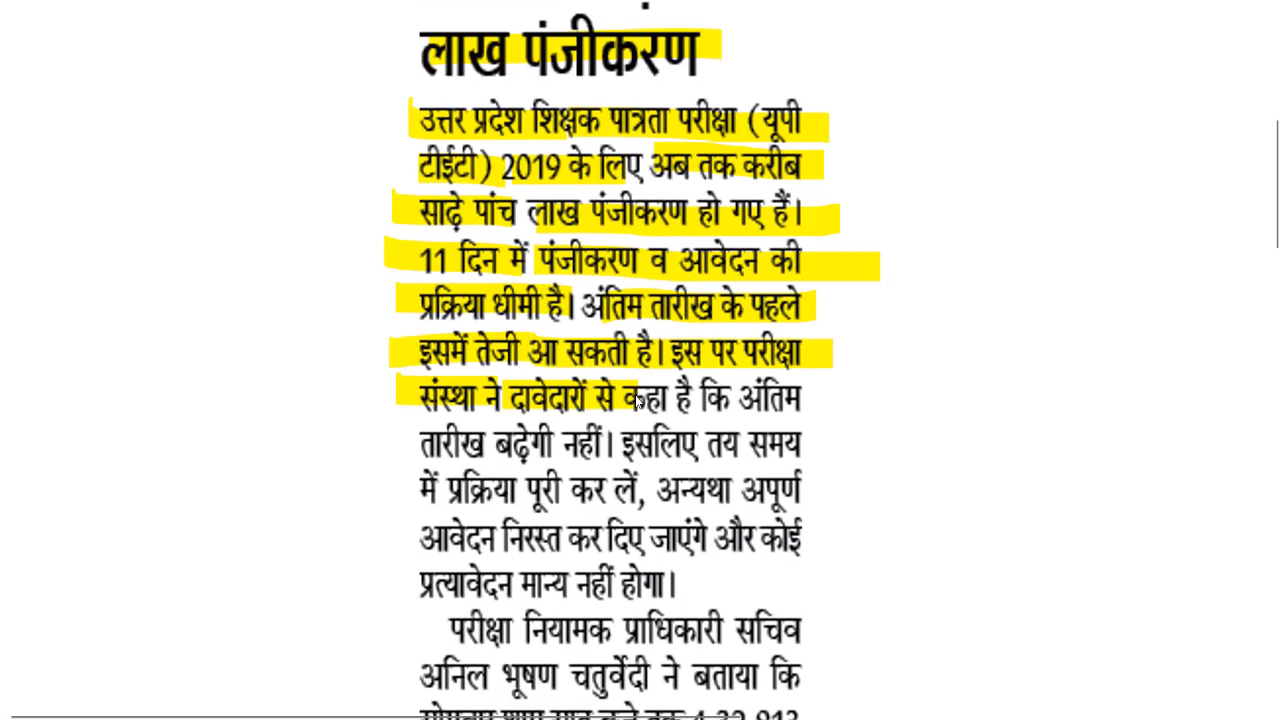 लाख पंजीकरण
उत्तर प्रदेश शिक्षक पात्रता परीक्षा (यूपी
टीईटी) 2019 के लिए अब तक करीब
साढ़े पांच लाख पंजीकरण हो गए हैं।
11 दिन में पंजीकरण व आवेदन की
प्रक्रिया धीमी है। अंतिम तारीख के पहले
इसमें तेजी आ सकती है। इस पर परीक्षा
संस्था ने दावेदारों से कहा है कि अंतिम
तारीख बढ़ेगी नहीं। इसलिए तय समय
में प्रक्रिया पूरी कर लें, अन्यथा अपूर्ण
आवेदन निरस्त कर दिए जाएंगे और कोई
प्रत्यावेदन मान्य नहीं होगा।
परीक्षा नियामक प्राधिकारी सचिव
अनिल भूषण चतुर्वेदी ने बताया कि